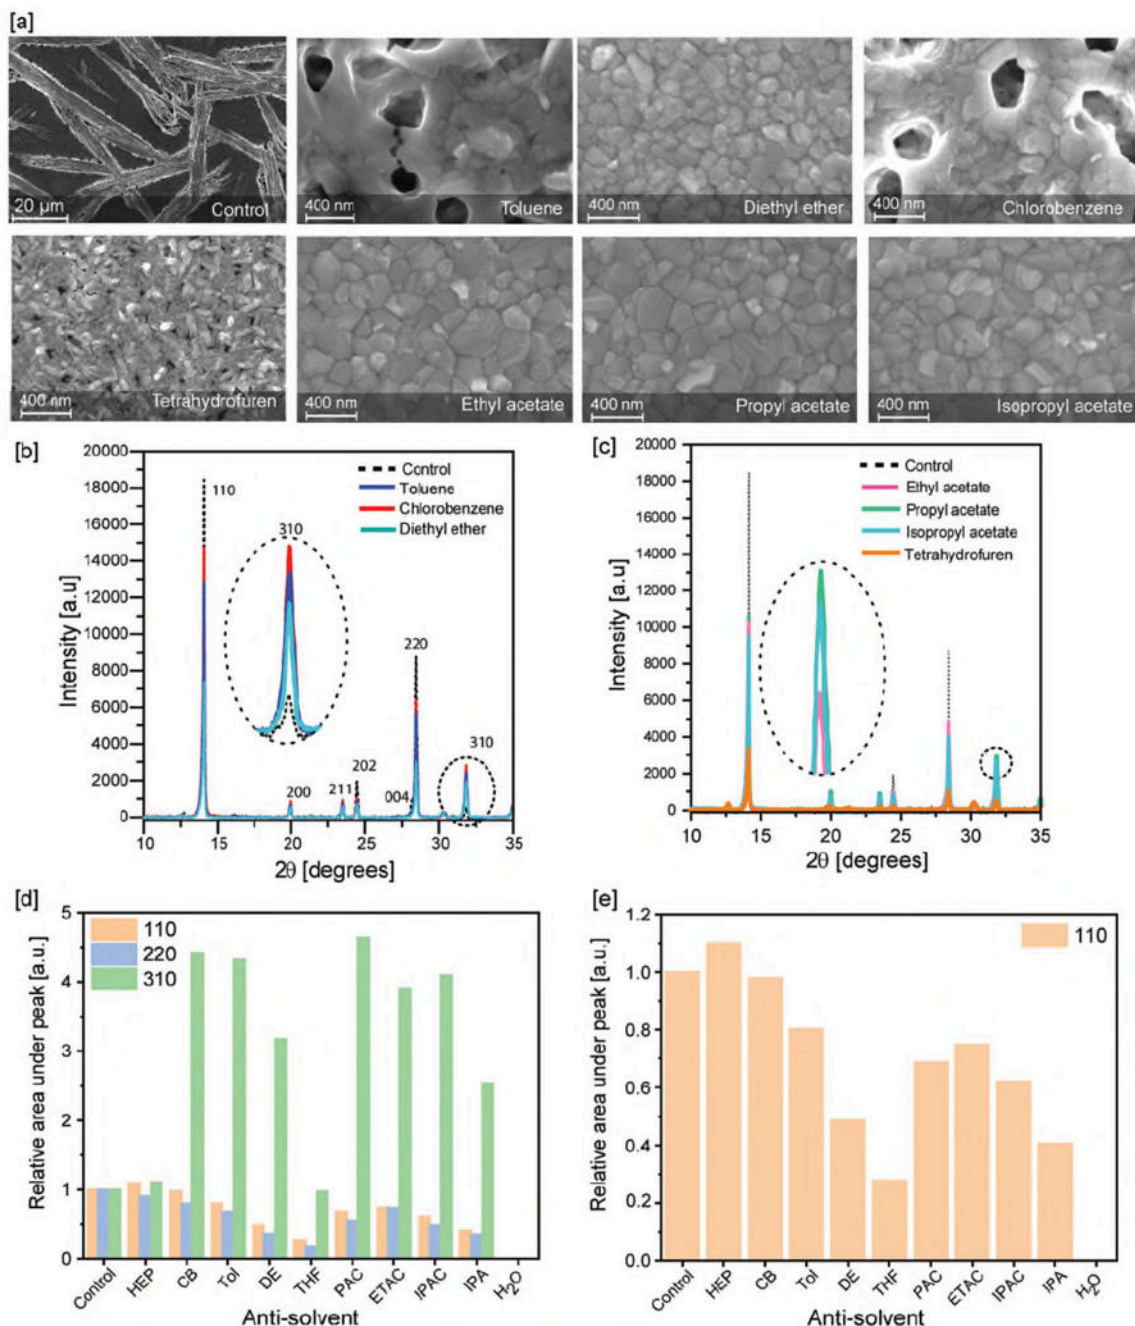 [a]
20 µm
Control
400 nm
Toluene
400 nm
Diethyl ether
400 nm
Chlorobenzene
400 nm
Tetrahydrofuren
400 nm
Ethyl acetate
400 nm
Propyl acetate
400 nm
Isopropyl acetate
[b]
Intensity [a.u]
20000
18000
16000
14000
12000
10000
8000
6000
4000
2000
0
110
Control
Toluene
Chlorobenzene
Diethyl ether
310
220
310
200
211
202
004
10
15
20
25
30
35
2θ [degrees]
[c]
Intensity [a.u]
20000
18000
16000
14000
12000
10000
8000
6000
4000
2000
0
Control
Ethyl acetate
Propyl acetate
Isopropyl acetate
Tetrahydrofuren
10
15
20
25
30
35
2θ [degrees]
[d]
Relative area under peak [a.u.]
5
4
3
2
1
0
110
220
310
Control
HEP
CB
Tol
DE
THF
PAC
ETAC
IPAC
IPA
H₂O
Anti-solvent
[e]
Relative area under peak [a.u.]
1.2
1.0
0.8
0.6
0.4
0.2
0.0
110
Control
HEP
CB
Tol
DE
THF
PAC
ETAC
IPAC
IPA
H₂O
Anti-solvent